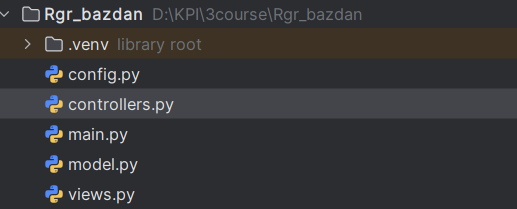 Rgr_bazdan D:\KPI\3course\Rgr_bazdan
.venv library root
config.py
controllers.py
main.py
model.py
views.py